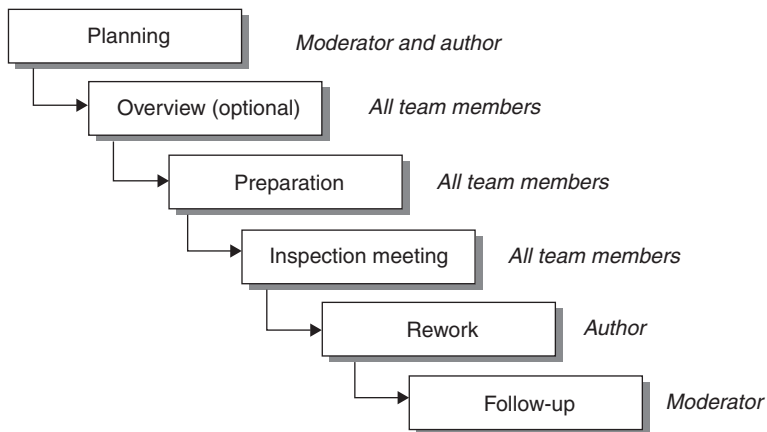 Planning
Moderator and author
Overview (optional)
All team members
Preparation
All team members
Inspection meeting
All team members
Rework
Author
Follow-up
Moderator